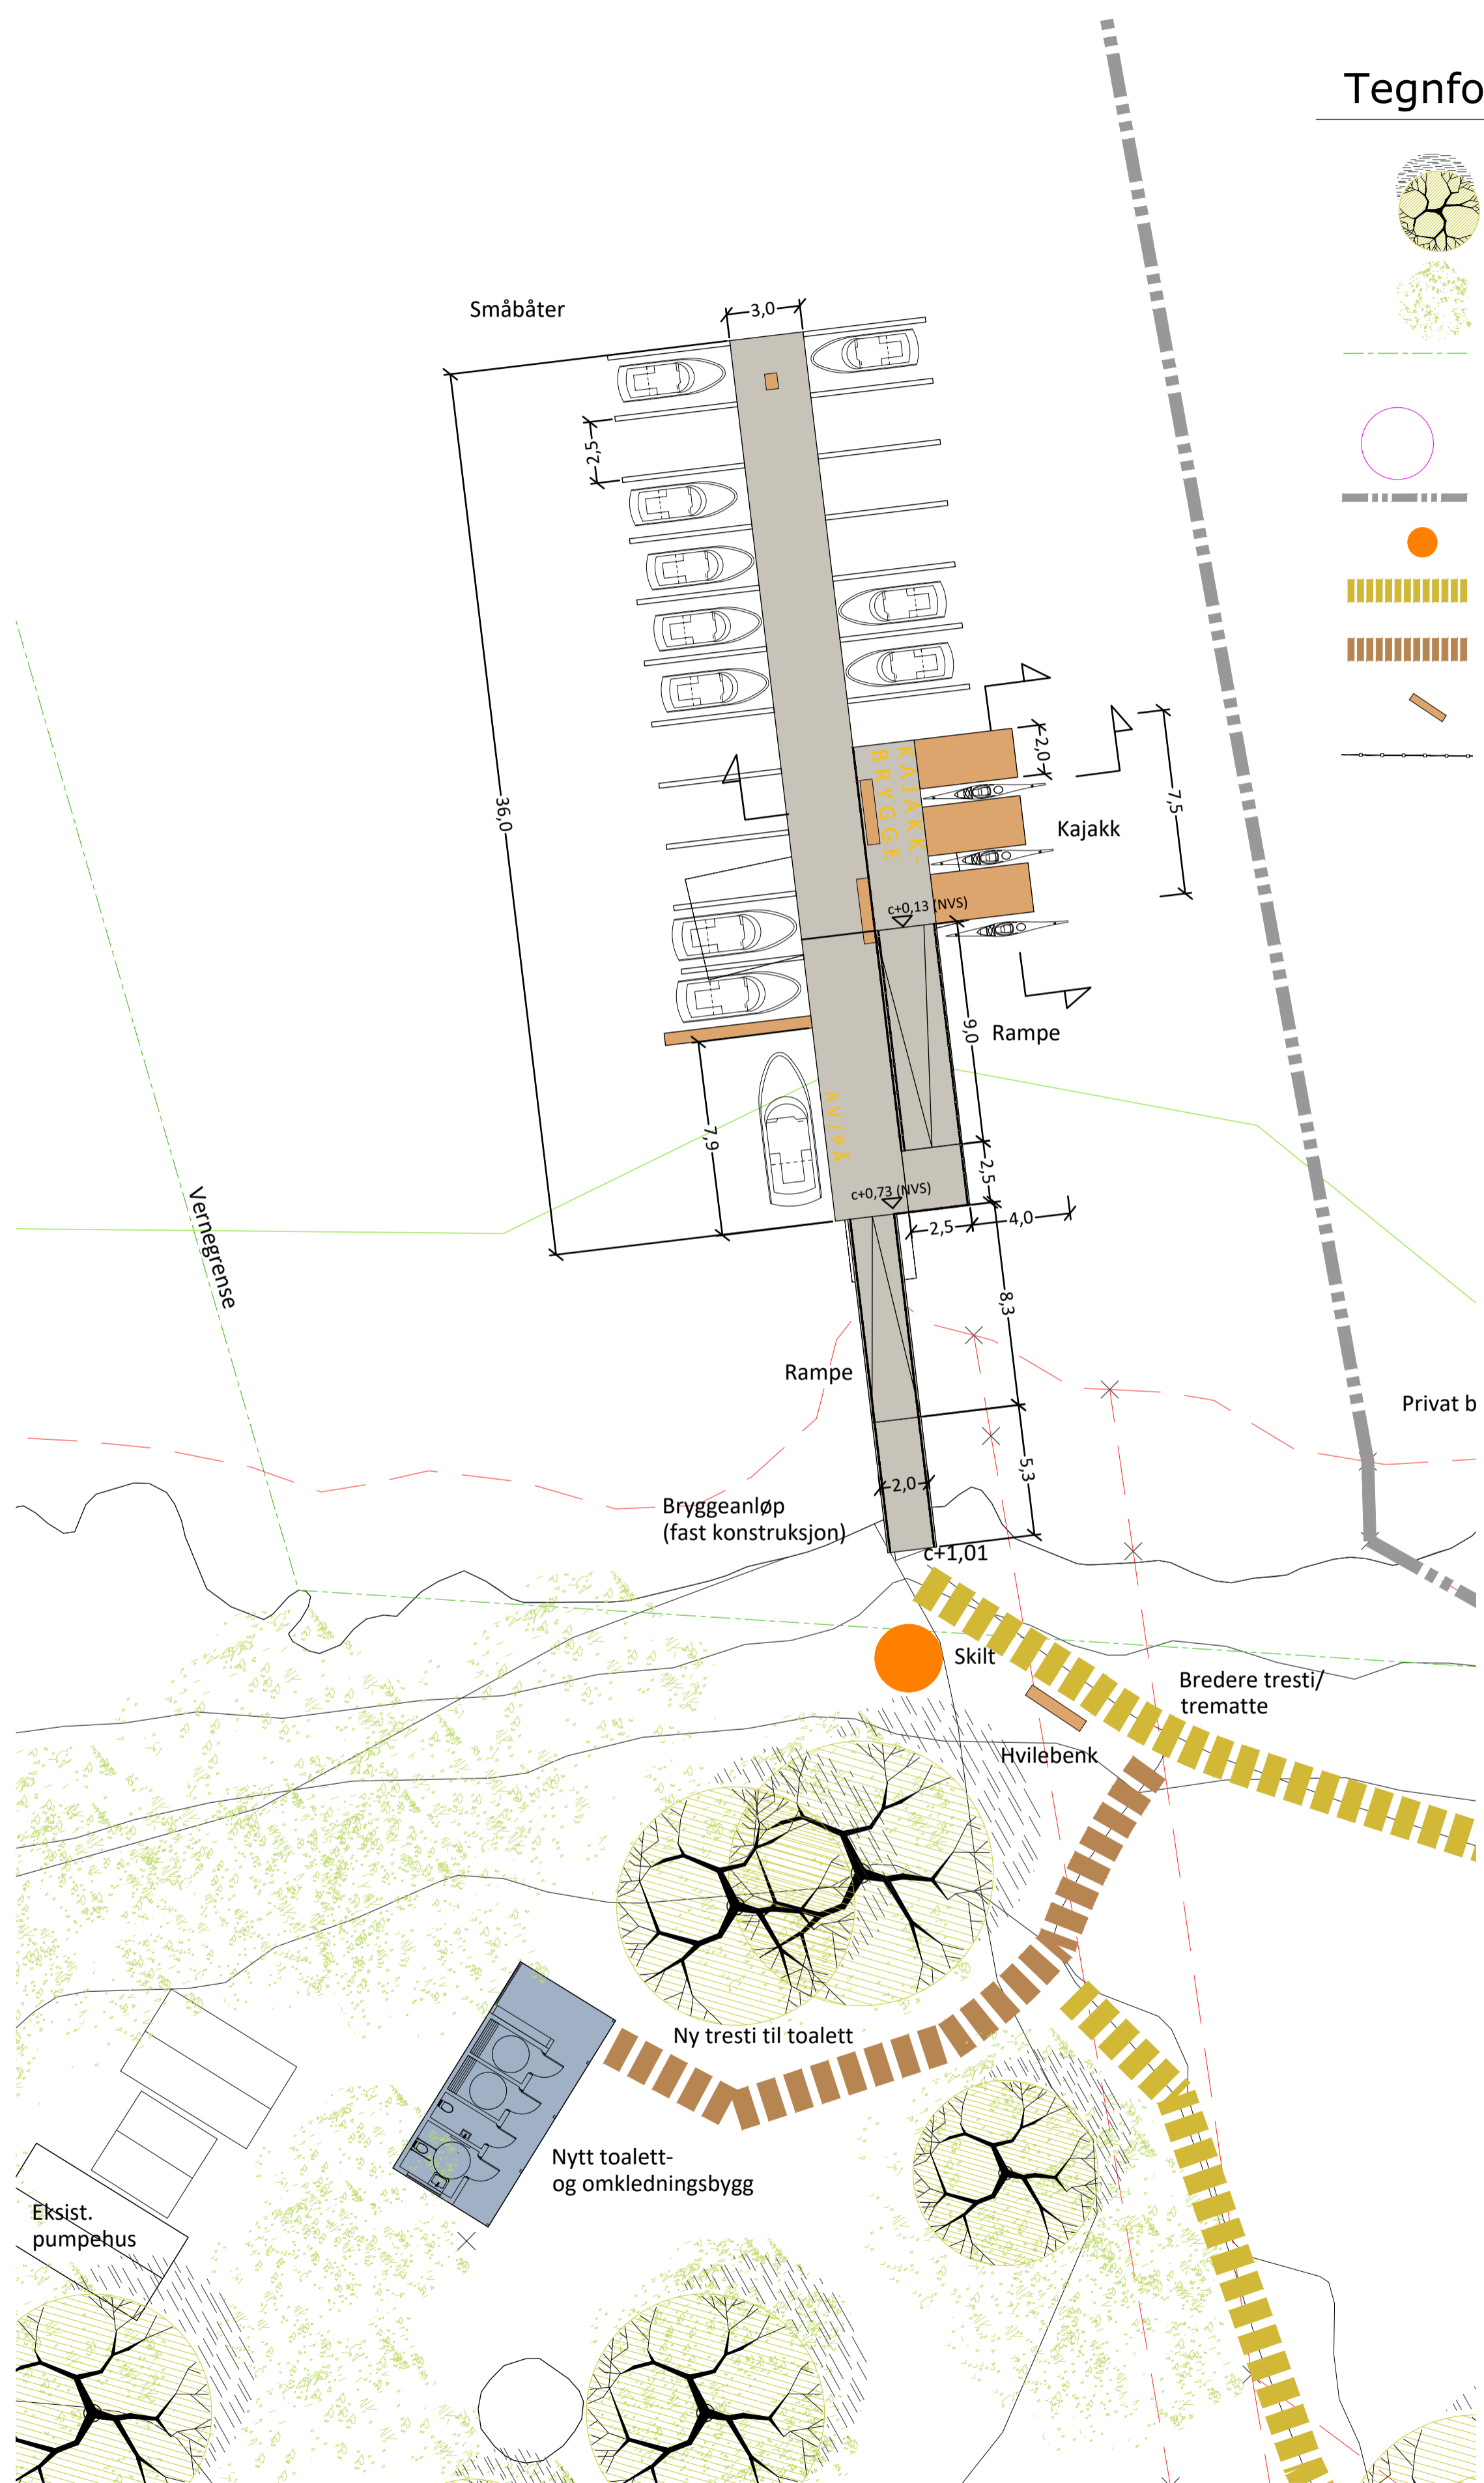 Tegnfo
Småbåter
3,0
2,5
36,0
KAJAKK-
BRYGGE
2,0
7,5
Kajakk
c+0,13 (NVS)
9,0
Rampe
AV/PÅ
7,9
2,5
c+0,73 (NVS)
2,5
4,0
Vernegrense
8,3
Rampe
Privat b
5,3
2,0
Bryggeanløp
(fast konstruksjon)
c+1,01
Skilt
Bredere tresti/
trematte
Hvilebenk
Ny tresti til toalett
Nytt toalett-
og omkledningsbygg
Eksist.
pumpehus